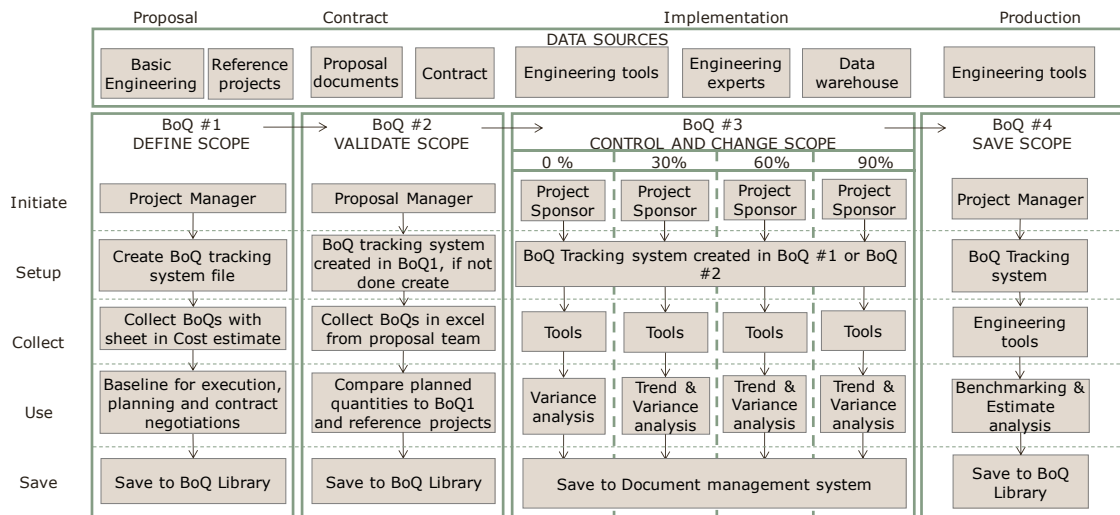 Proposal Contract Implementation Production
DATA SOURCES
Basic
Engineering
Reference
projects
Proposal
documents
Contract
Engineering tools
Engineering
experts
Data
warehouse
Engineering tools
BoQ #1
DEFINE SCOPE
BoQ #2
VALIDATE SCOPE
BoQ #3
CONTROL AND CHANGE SCOPE
BoQ #4
SAVE SCOPE
0 % 30% 60% 90%
Initiate
Project Manager
Proposal Manager
Project
Sponsor
Project
Sponsor
Project
Sponsor
Project
Sponsor
Project Manager
Setup
Create BoQ tracking
system file
BoQ tracking system
created in BoQ1, if not
done create
BoQ Tracking system created in BoQ #1 or BoQ
#2
BoQ Tracking
system
Collect
Collect BoQs with
sheet in Cost estimate
Collect BoQs in excel
from proposal team
Tools
Tools
Tools
Tools
Engineering
tools
Use
Baseline for execution,
planning and contract
negotiations
Compare planned
quantities to BoQ1
and reference projects
Variance
analysis
Trend &
Variance
analysis
Trend &
Variance
analysis
Trend &
Variance
analysis
Benchmarking &
Estimate
analysis
Save
Save to BoQ Library
Save to BoQ Library
Save to Document management system
Save to BoQ
Library